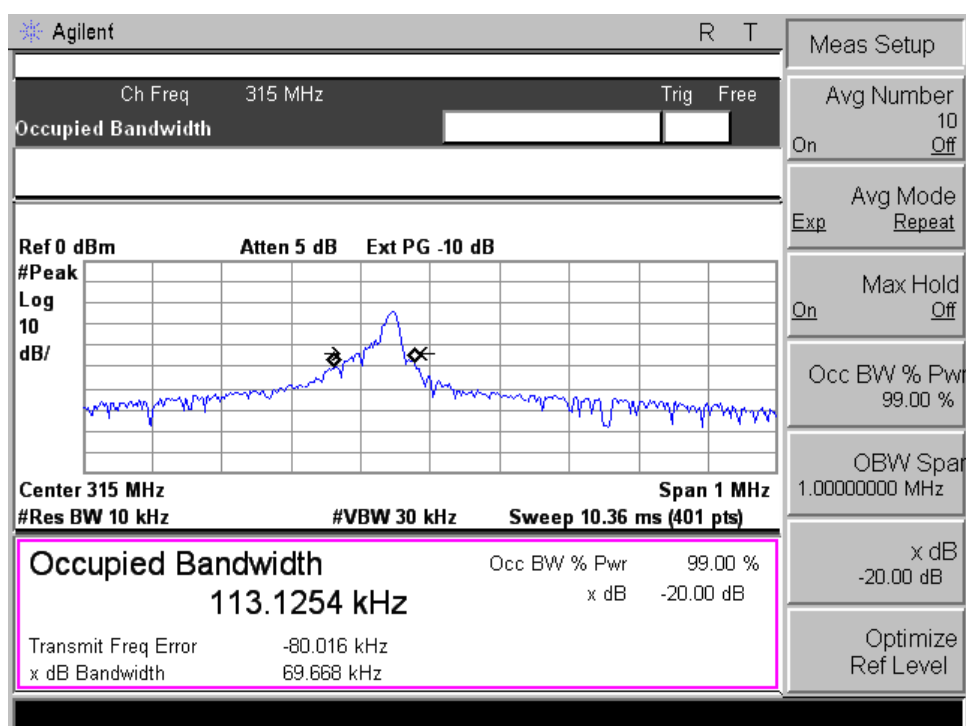 Agilent R T
Ch Freq 315 MHz Trig Free
Occupied Bandwidth
Ref 0 dBm Atten 5 dB Ext PG -10 dB
#Peak
Log
10
dB/
Center 315 MHz Span 1 MHz
#Res BW 10 kHz #VBW 30 kHz Sweep 10.36 ms (401 pts)
Occupied Bandwidth Occ BW % Pwr 99.00 %
113.1254 kHz x dB -20.00 dB
Transmit Freq Error -80.016 kHz
x dB Bandwidth 69.668 kHz
Meas Setup
Avg Number
10
On Off
Avg Mode
Exp Repeat
Max Hold
On Off
Occ BW % Pwr
99.00 %
OBW Span
1.00000000 MHz
x dB
-20.00 dB
Optimize
Ref Level